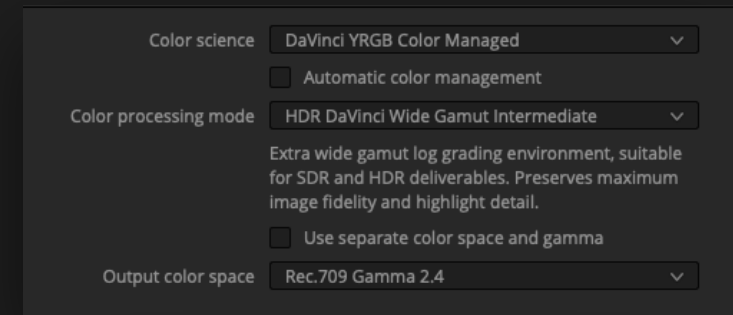 Color science DaVinci YRGB Color Managed
Automatic color management
Color processing mode HDR DaVinci Wide Gamut Intermediate
Extra wide gamut log grading environment, suitable
for SDR and HDR deliverables. Preserves maximum
image fidelity and highlight detail.
Use separate color space and gamma
Output color space Rec.709 Gamma 2.4